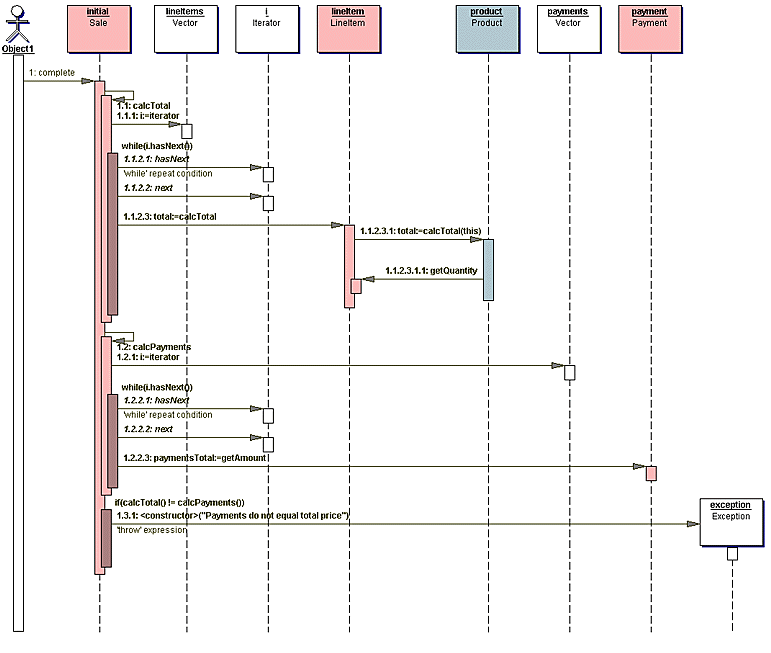 Object1
initial
Sale
lineItems
Vector
i
Iterator
lineItem
LineItem
product
Product
payments
Vector
payment
Payment
1: complete
1.1: calcTotal
1.1.1: i:=iterator
while(i.hasNext())
1.1.2.1: hasNext
'while' repeat condition
1.1.2.2: next
1.1.2.3: total:=calcTotal
1.1.2.3.1: total:=calcTotal(this)
1.1.2.3.1.1: getQuantity
1.2: calcPayments
1.2.1: i:=iterator
while(i.hasNext())
1.2.2.1: hasNext
'while' repeat condition
1.2.2.2: next
1.2.2.3: paymentsTotal:=getAmount
if(calcTotal() != calcPayments())
1.3.1: <constructor>("Payments do not equal total price")
'throw' expression
exception
Exception